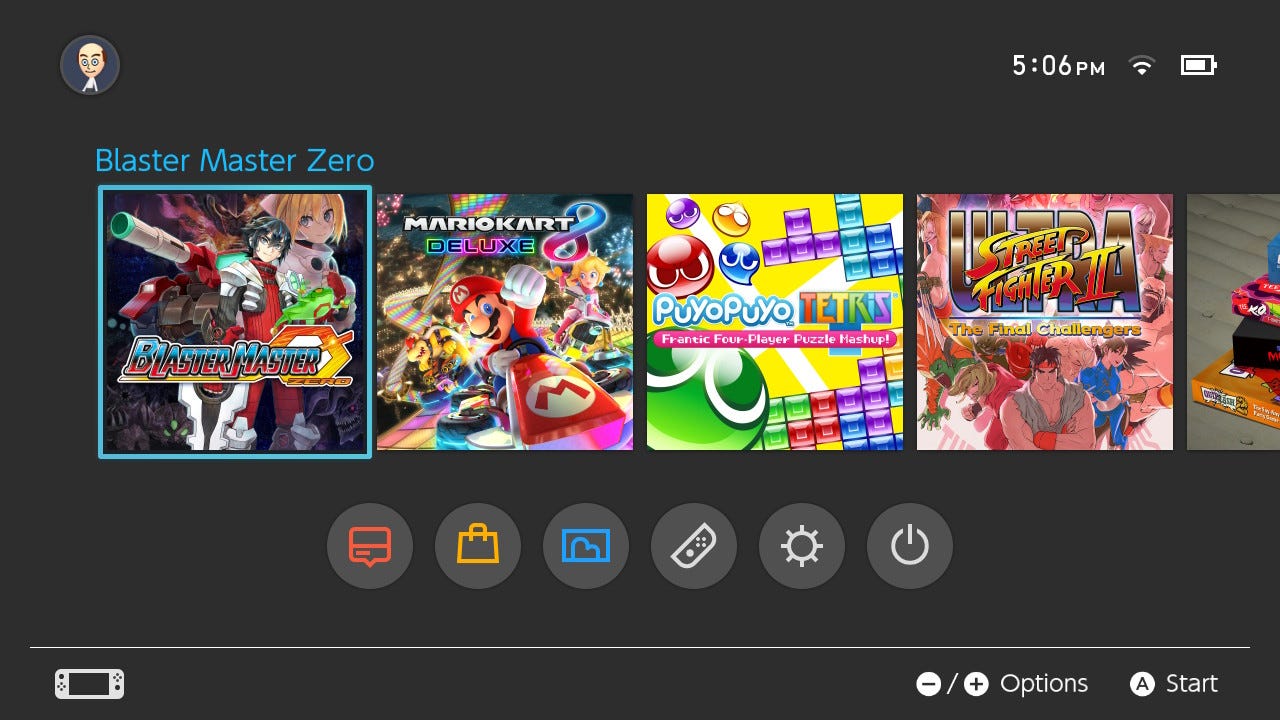 5:06 PM
Blaster Master Zero
BLASTER MASTER
ZERO
MARIOKART 8
DELUXE
PUYOPUYO TETRIS
Frantic Four-Player Puzzle Mashup!
ULTRA
STREET
FIGHTER II
The Final Challengers
-/+ Options
A Start